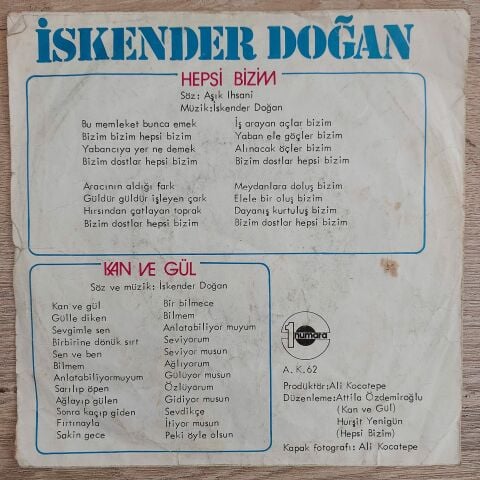 İSKENDER DOĞAN
HEPSİ BİZİM
Söz: Aşık Ihsani
Müzik:İskender Doğan
Bu memleket bunca emek
Bizim bizim hepsi bizim
Yabancıya yer ne demek
Bizim dostlar hepsi bizim
Aracının aldığı fark
Güldür güldür işleyen çark
Hırsından çatlayan toprak
Bizim dostlar hepsi bizim
İş arayan açlar bizim
Yaban ele göçler bizim
Alınacak öçler bizim
Bizim dostlar hepsi bizim
Meydanlara doluş bizim
Elele bir oluş bizim
Dayanış kurtuluş bizim
Bizim dostlar hepsi bizim
KAN VE GÜL
Söz ve müzik: İskender Doğan
Kan ve gül
Gülle diken
Sevgimle sen
Birbirine dönük sırt
Sen ve ben
Bilmem
Anlatabiliyormuyum
Sarılıp öpen
Ağlayıp gülen
Sonra kaçıp giden
Fırtınayla
Sakin gece
Bir bilmece
Bilmem
Anlatabiliyor muyum
Seviyorum
Seviyor musun
Ağlıyorum
Gülüyor musun
Özlüyorum
Gidiyor musun
Sevdikçe
İtiyor musun
Peki öyle olsun
1 numara
A.K.62
Prodüktör:Ali Kocatepe
Düzenleme:Attila Özdemiroğlu
(Kan ve Gül)
Hurşit Yenigün
(Hepsi Bizim)
Kapak fotografı: Ali Kocatepe